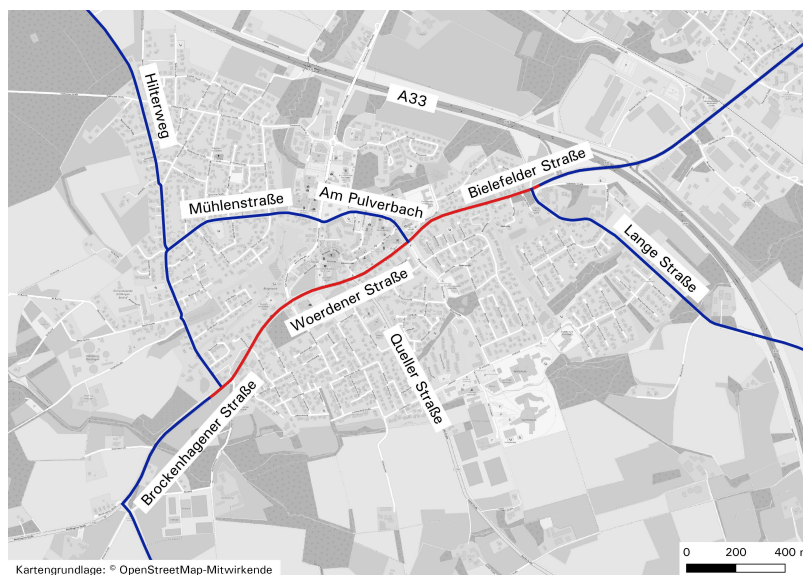 A33
Hilterweg
Bielefelder Straße
Am Pulverbach
Mühlenstraße
Lange Straße
Woerdener Straße
Queller Straße
Brockenhagener Straße
0 200 400 m
Kartengrundlage: © OpenStreetMap-Mitwirkende